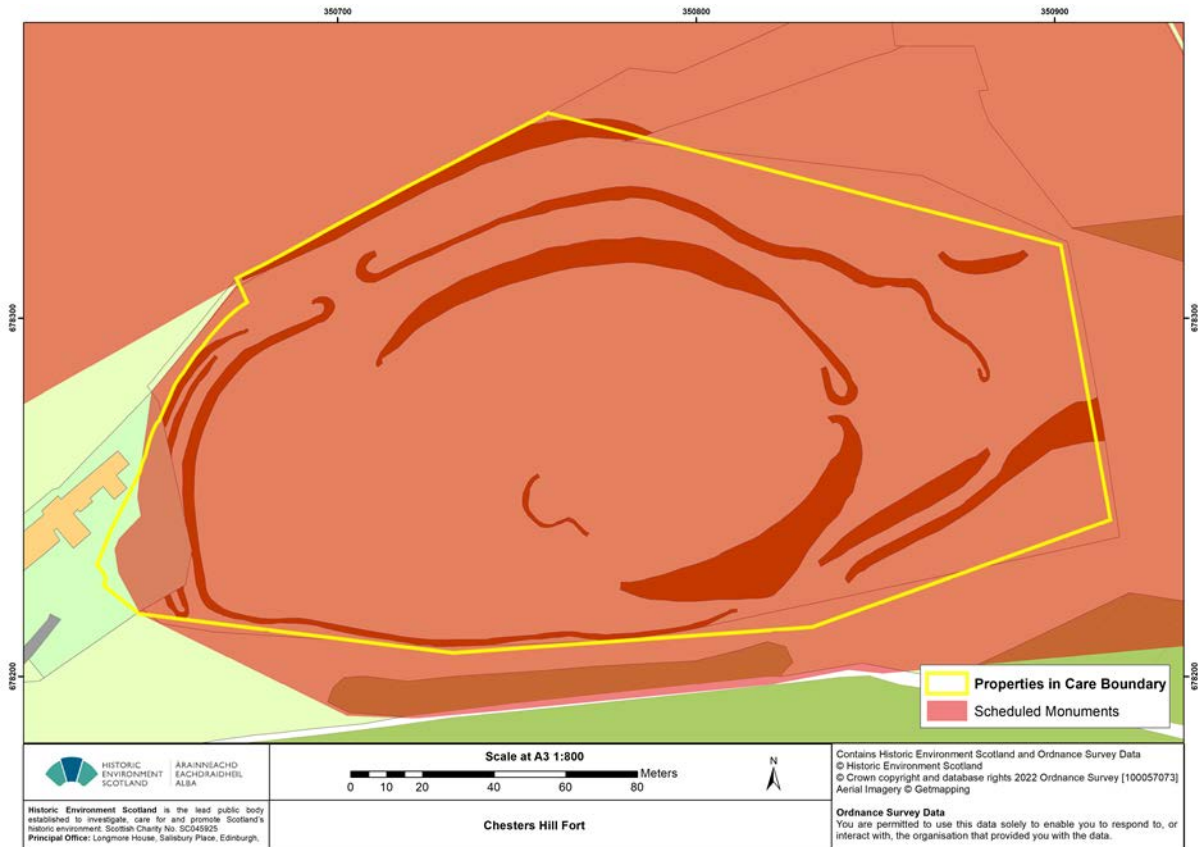 350700
350800
350900
678300
678300
678200
678200
Properties in Care Boundary
Scheduled Monuments
HISTORIC
ENVIRONMENT
SCOTLAND
ÀRAINNEACHD
EACHDRAIDHEIL
ALBA
Historic Environment Scotland is the lead public body
established to investigate, care for and promote Scotland's
historic environment. Scottish Charity No. SC045925
Principal Office: Longmore House, Salisbury Place, Edinburgh,
Scale at A3 1:800
Meters
0 10 20 40 60 80
N
Chesters Hill Fort
Contains Historic Environment Scotland and Ordnance Survey Data
© Historic Environment Scotland
© Crown copyright and database rights 2022 Ordnance Survey [100057073]
Aerial Imagery © Getmapping
Ordnance Survey Data
You are permitted to use this data solely to enable you to respond to, or
interact with, the organisation that provided you with the data.